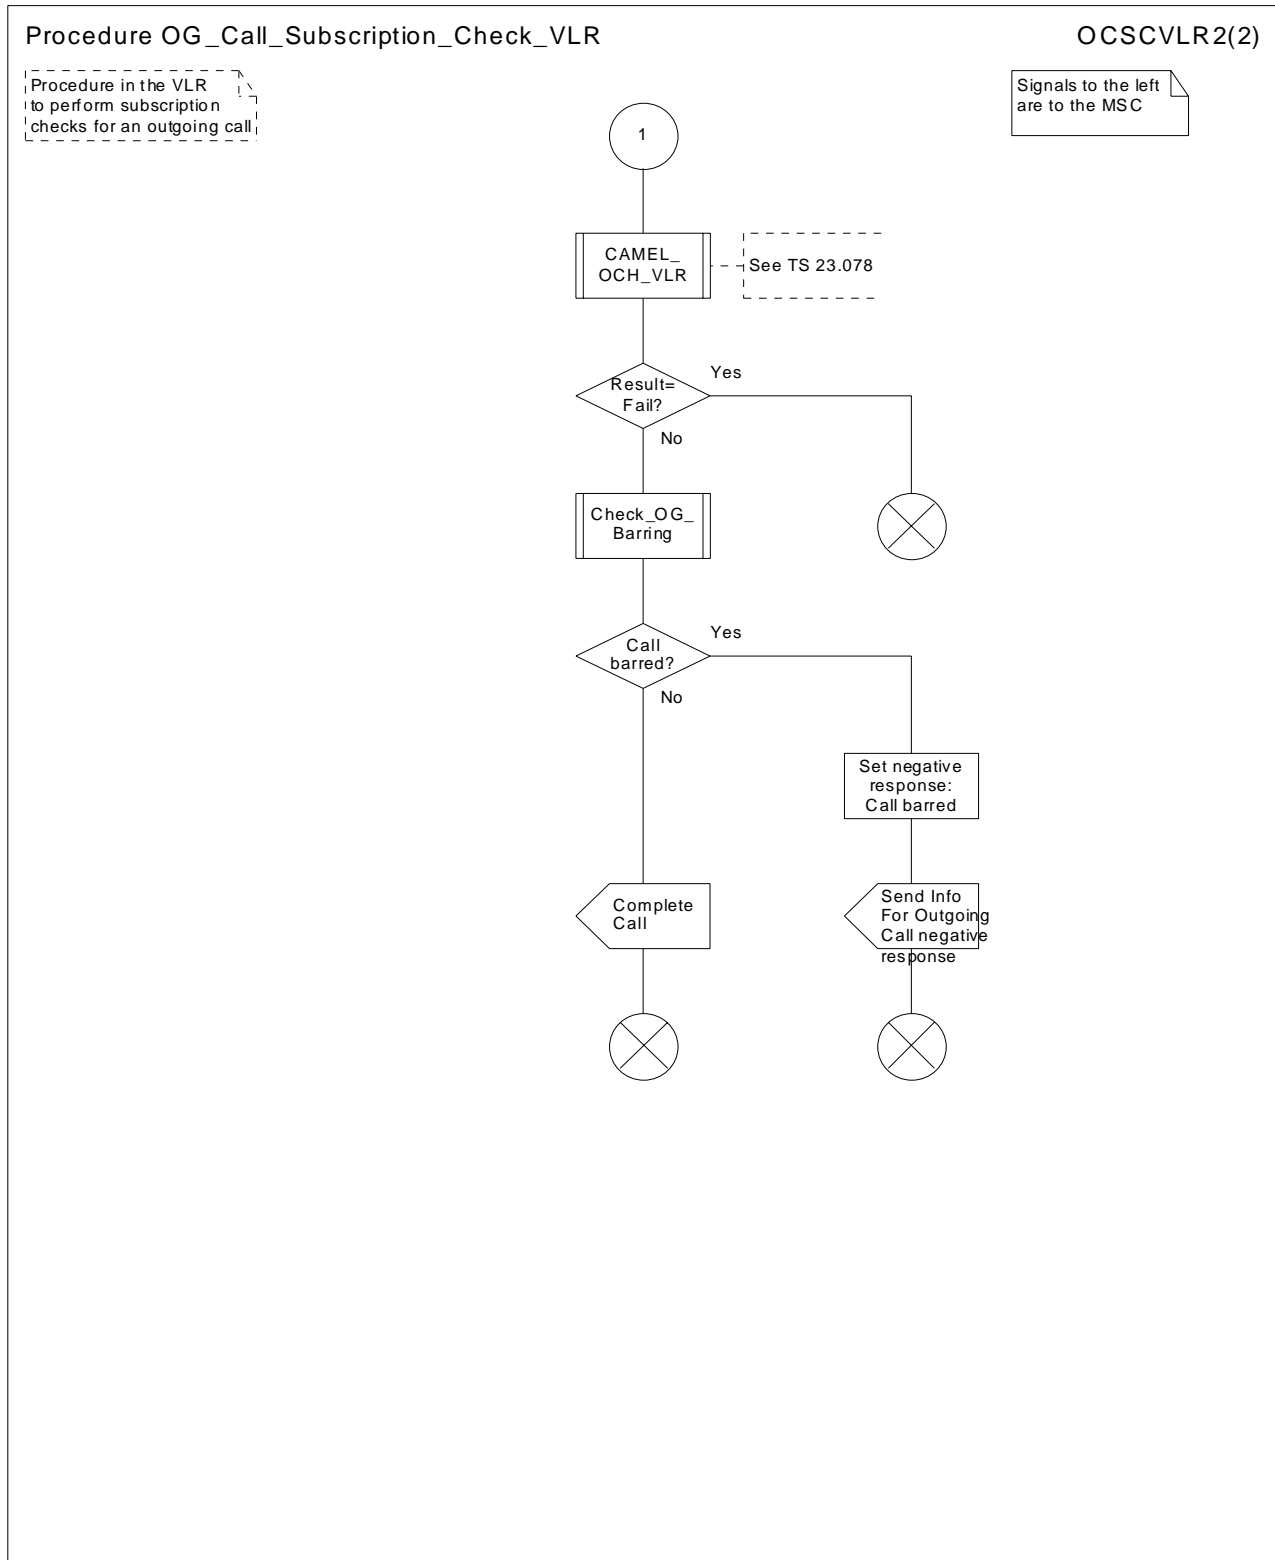 Procedure OG_Call_Subscription_Check_VLR
OCSCVLR2(2)
Procedure in the VLR
to perform subscription
checks for an outgoing call
Signals to the left
are to the MSC
1
CAMEL_
OCH_VLR
See TS 23.078
Result=
Fail?
Yes
No
Check_OG_
Barring
Call
barred?
Yes
No
Set negative
response:
Call barred
Complete
Call
Send Info
For Outgoing
Call negative
response